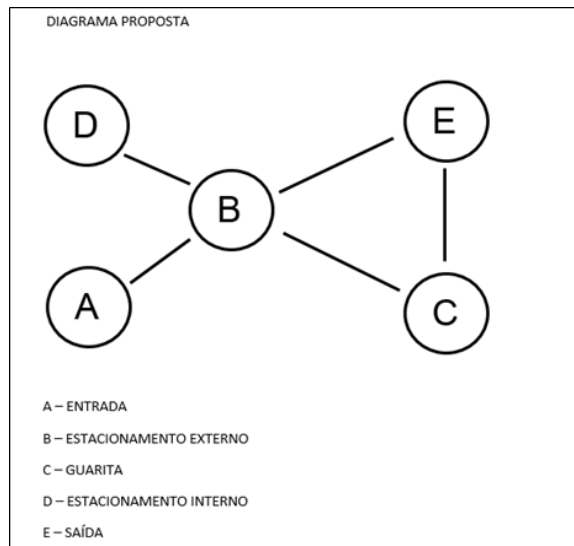 DIAGRAMA PROPOSTA
D
E
B
A
C
A – ENTRADA
B – ESTACIONAMENTO EXTERNO
C – GUARITA
D – ESTACIONAMENTO INTERNO
E – SAÍDA